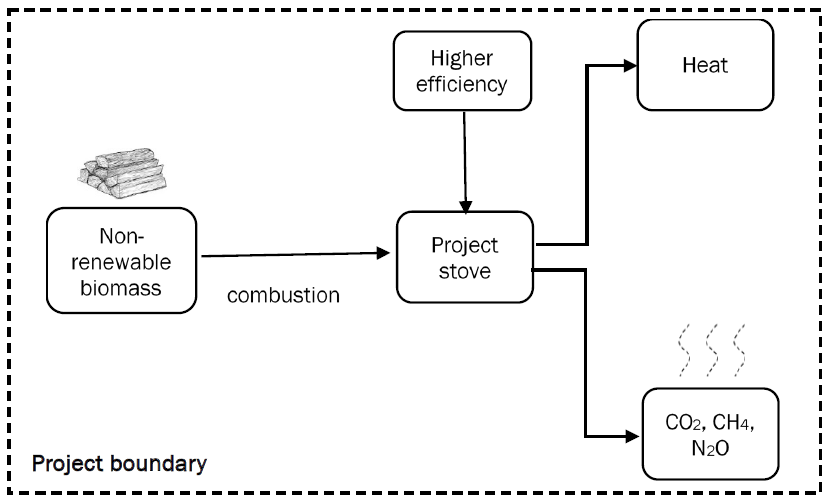 Higher
efficiency
Heat
Non-
renewable
biomass
combustion
Project
stove
CO2, CH4,
N2O
Project boundary